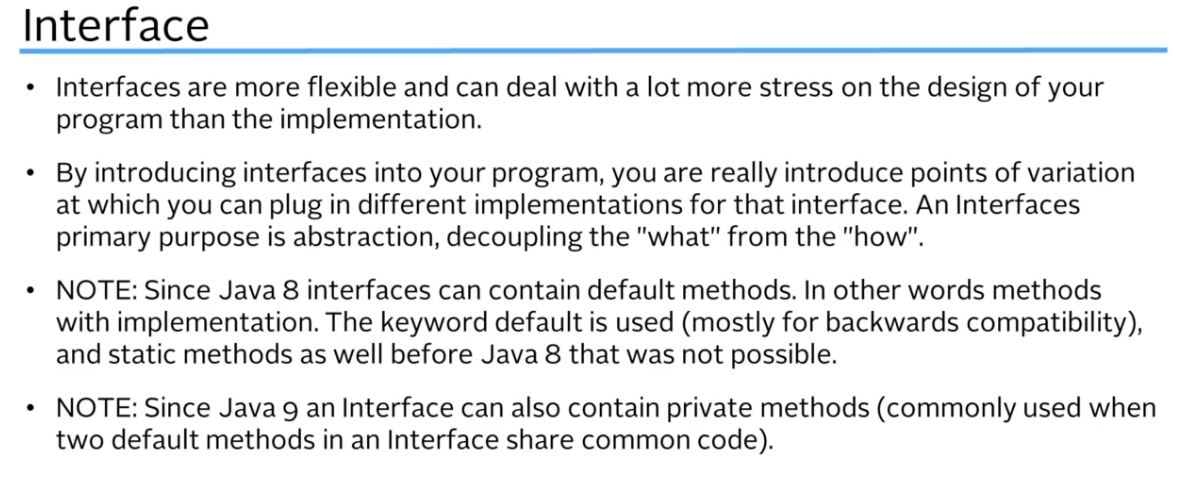 Interface
• Interfaces are more flexible and can deal with a lot more stress on the design of your
program than the implementation.
• By introducing interfaces into your program, you are really introduce points of variation
at which you can plug in different implementations for that interface. An Interfaces
primary purpose is abstraction, decoupling the "what" from the "how".
• NOTE: Since Java 8 interfaces can contain default methods. In other words methods
with implementation. The keyword default is used (mostly for backwards compatibility),
and static methods as well before Java 8 that was not possible.
• NOTE: Since Java 9 an Interface can also contain private methods (commonly used when
two default methods in an Interface share common code).